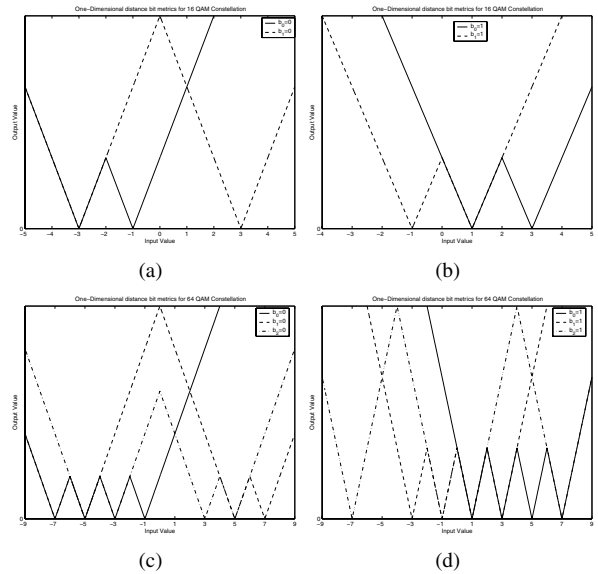 One−Dimensional distance bit metrics for 16 QAM Constellation
b0=0
b1=0
Output Value
0
−5 −4 −3 −2 −1 0 1 2 3 4 5
Input Value
(a)
One−Dimensional distance bit metrics for 16 QAM Constellation
b0=1
b1=1
Output Value
0
−4 −3 −2 −1 0 1 2 3 4 5
Input Value
(b)
One−Dimensional distance bit metrics for 64 QAM Constellation
b0=0
b1=0
b2=0
Output Value
0
−9 −7 −5 −3 −1 1 3 5 7 9
Input Value
(c)
One−Dimensional distance bit metrics for 64 QAM Constellation
b0=1
b1=1
b2=1
Output Value
0
−9 −7 −5 −3 −1 1 3 5 7 9
Input Value
(d)